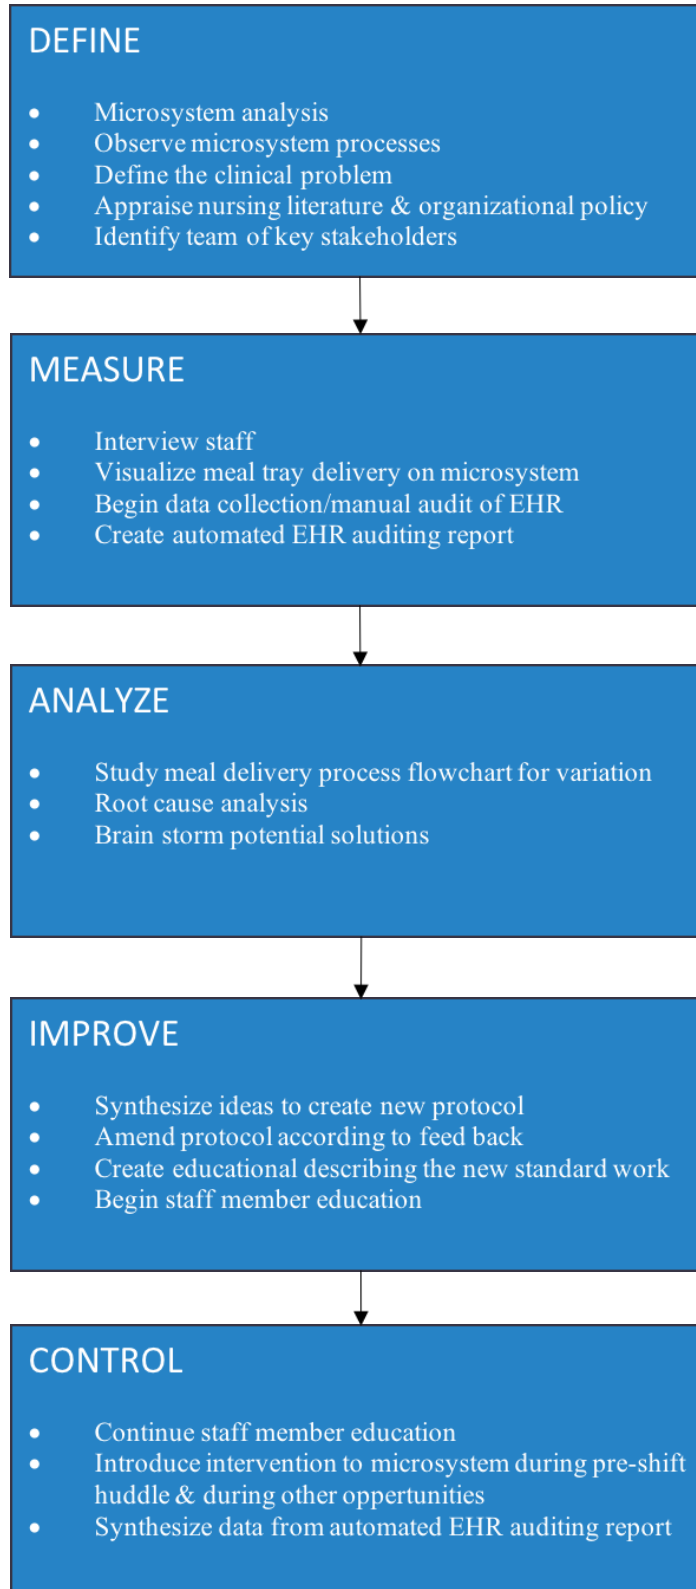 DEFINE
• Microsystem analysis
• Observe microsystem processes
• Define the clinical problem
• Appraise nursing literature & organizational policy
• Identify team of key stakeholders
MEASURE
• Interview staff
• Visualize meal tray delivery on microsystem
• Begin data collection/manual audit of EHR
• Create automated EHR auditing report
ANALYZE
• Study meal delivery process flowchart for variation
• Root cause analysis
• Brain storm potential solutions
IMPROVE
• Synthesize ideas to create new protocol
• Amend protocol according to feed back
• Create educational describing the new standard work
• Begin staff member education
CONTROL
• Continue staff member education
• Introduce intervention to microsystem during pre-shift
huddle & during other oppertunities
• Synthesize data from automated EHR auditing report